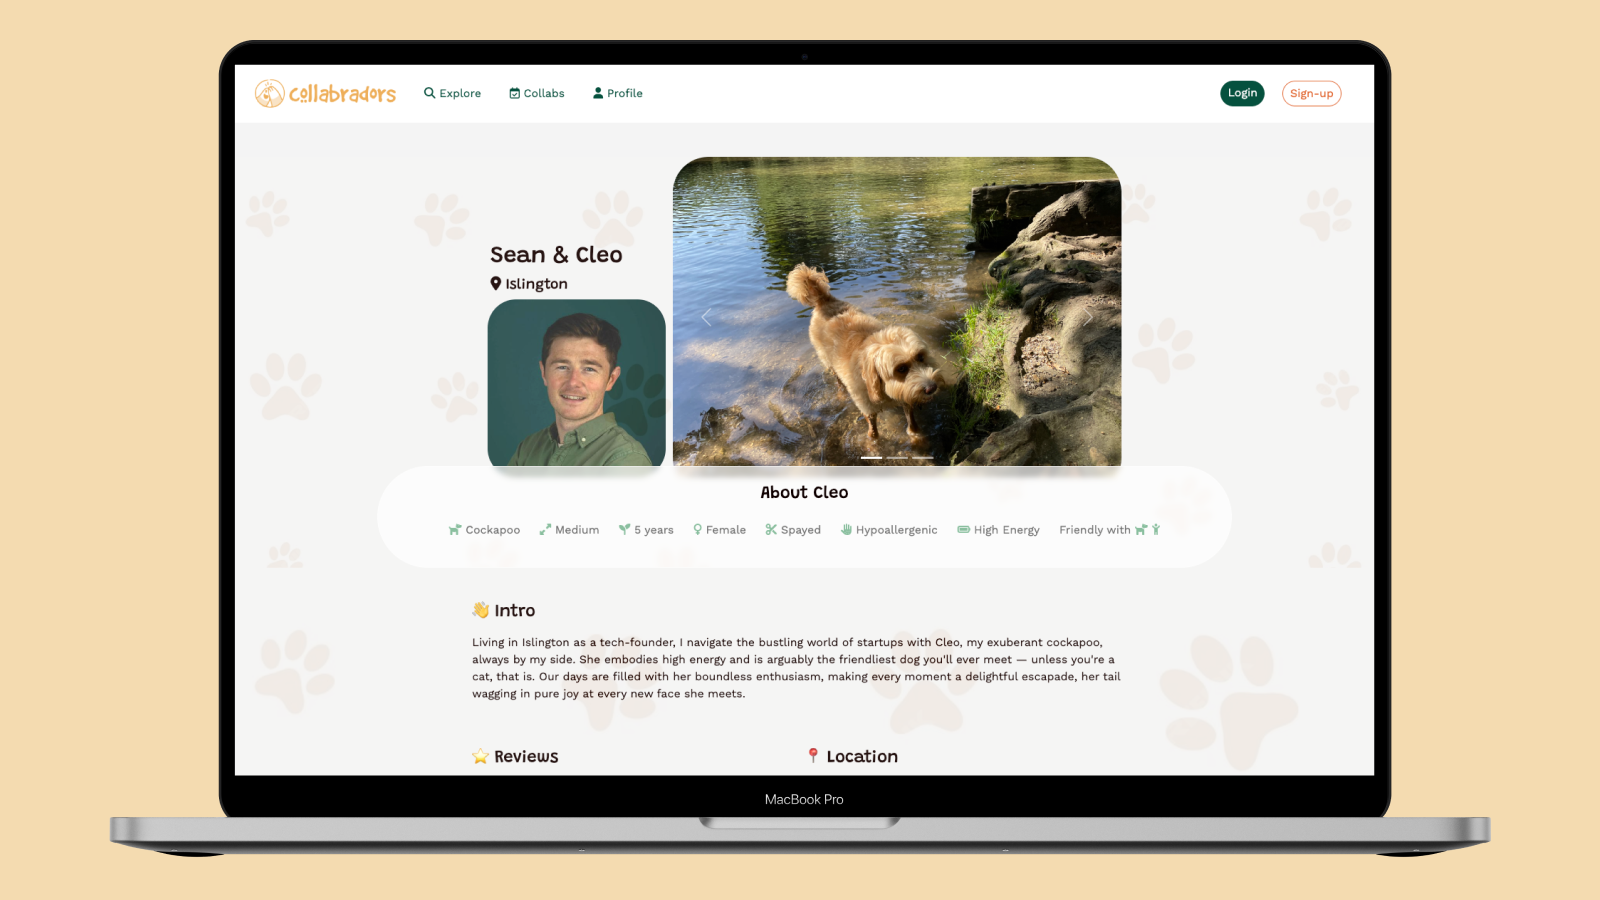 collabradors Explore Collabs Profile Login Sign-up
Sean & Cleo
Islington
About Cleo
Cockapoo Medium 5 years Female Spayed Hypoallergenic High Energy Friendly with
Intro
Living in Islington as a tech-founder, I navigate the bustling world of startups with Cleo, my exuberant cockapoo,
always by my side. She embodies high energy and is arguably the friendliest dog you'll ever meet — unless you're a
cat, that is. Our days are filled with her boundless enthusiasm, making every moment a delightful escapade, her tail
wagging in pure joy at every new face she meets.
Reviews Location
MacBook Pro